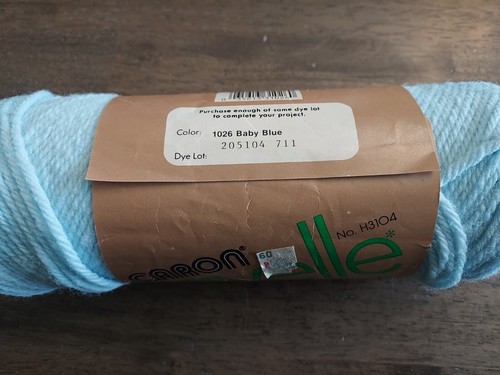 Purchase enough of same dye lot
to complete your project.
Color: 1026 Baby Blue
205104 711
Dye Lot:
No. H3104
CARON®
elle*
60